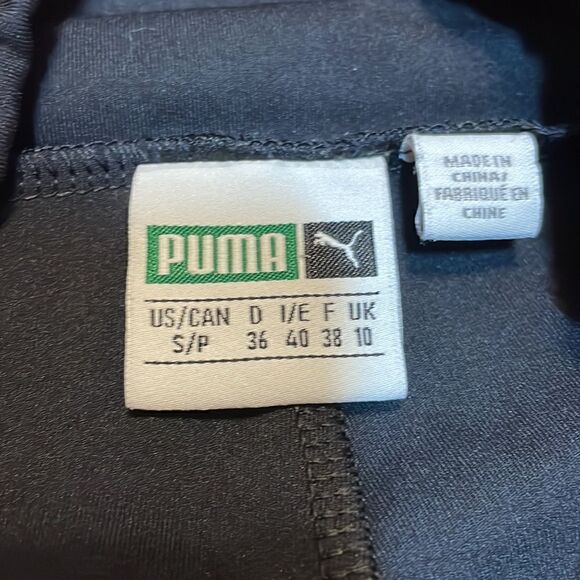 PUMA
US/CAN D I/E F UK
S/P 36 40 38 10
MADE IN
CHINA/
FABRIQUÉ EN
CHINE